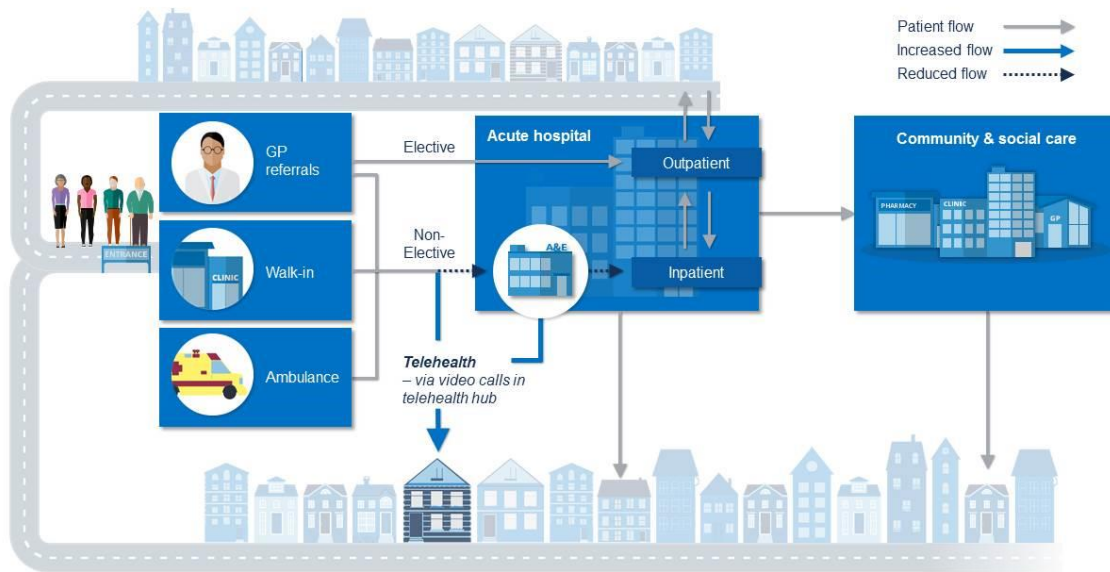 Patient flow
Increased flow
Reduced flow
GP
referrals
Elective
Acute hospital
Outpatient
Community & social care
PHARMACY
CLINIC
GP
ENTRANCE
CLINIC
Walk-in
Non-
Elective
A&E
Inpatient
Ambulance
Telehealth
– via video calls in
telehealth hub